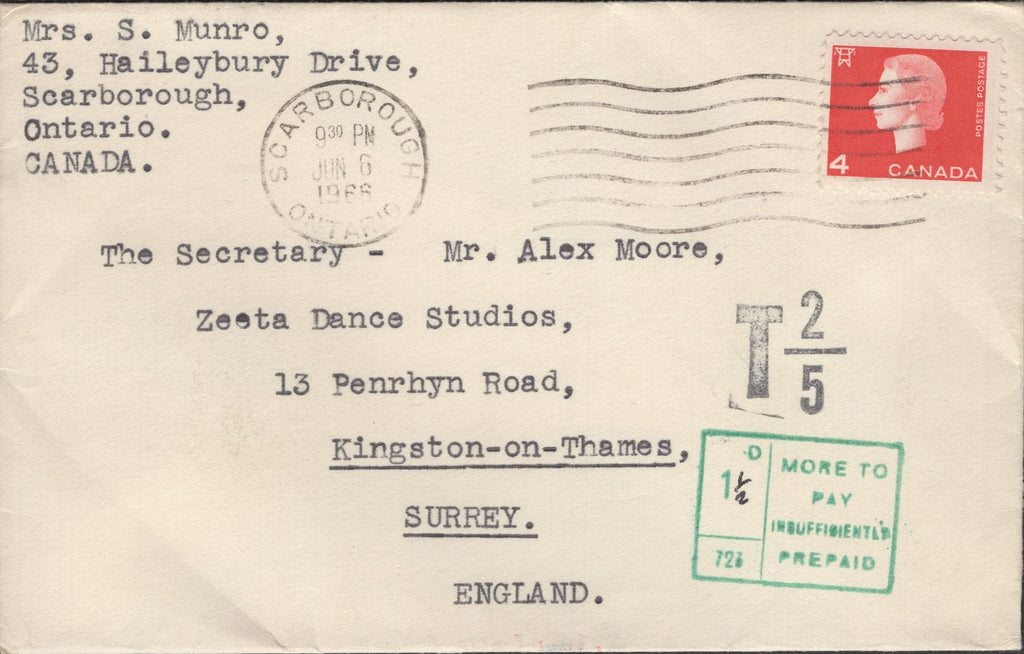 Mrs. S. Munro,
43, Haileybury Drive,
Scarborough,
Ontario.
CANADA.
SCARBOROUGH
9 30 PM
JUN 6
1966
ONTARIO
POSTES POSTAGE
4 CANADA
The Secretary - Mr. Alex Moore,
Zeeta Dance Studios,
13 Penrhyn Road,
Kingston-on-Thames,
SURREY.
ENGLAND.
T 2/5
D
1½
723
MORE TO
PAY
INSUFFICIENTLY
PREPAID